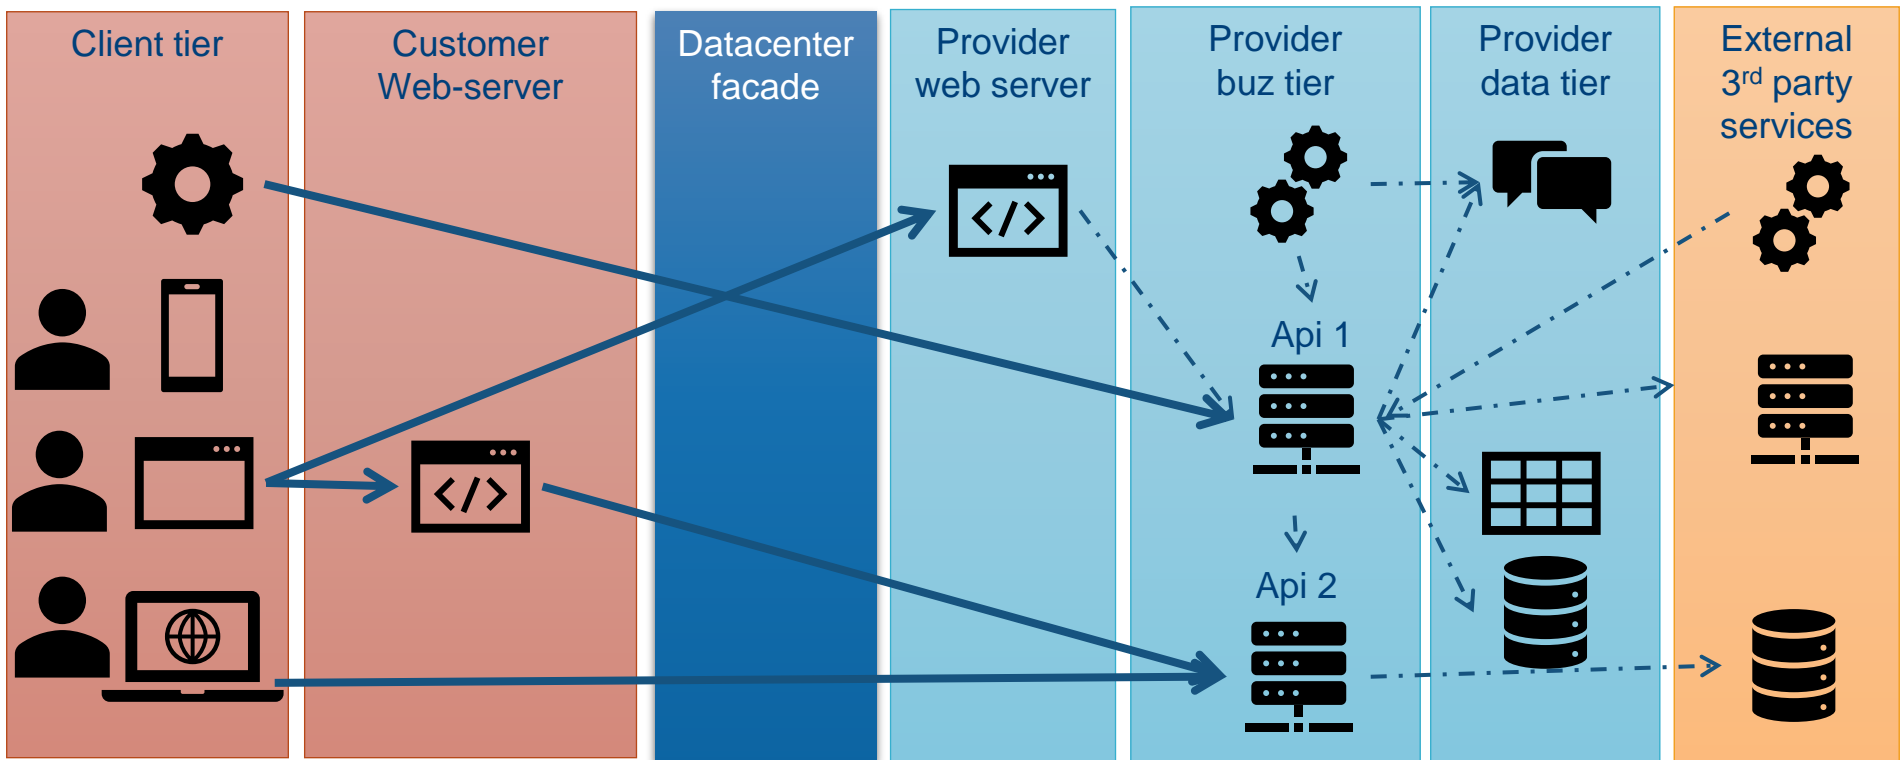 Client tier
Customer
Web-server
Datacenter
facade
Provider
web server
Provider
buz tier
Provider
data tier
External
3rd party
services
</>
Api 1
</>
Api 2